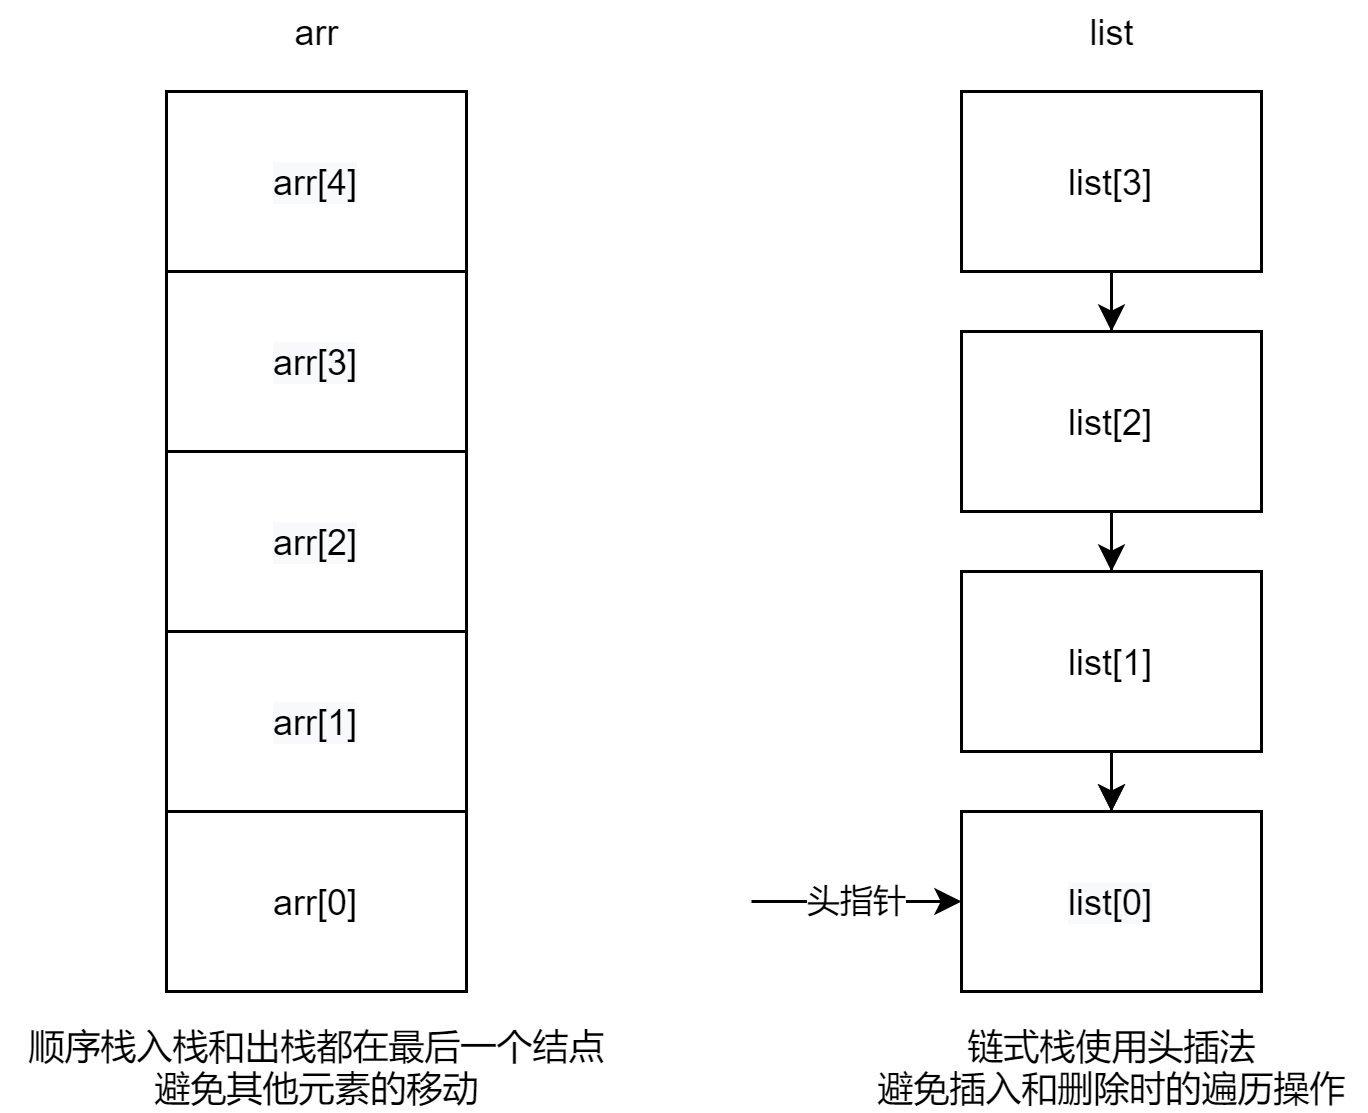 arr
arr[4]
arr[3]
arr[2]
arr[1]
arr[0]
顺序栈入栈和出栈都在最后一个结点
避免其他元素的移动
list
list[3]
list[2]
list[1]
头指针
list[0]
链式栈使用头插法
避免插入和删除时的遍历操作